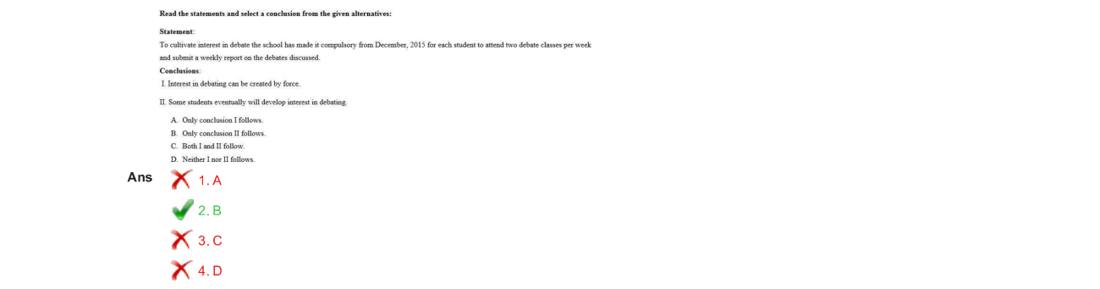 Read the statements and select a conclusion from the given alternatives:
Statement:
To cultivate interest in debate the school has made it compulsory from December, 2015 for each student to attend two debate classes per week
and submit a weekly report on the debates discussed.
Conclusions:
I. Interest in debating can be created by force.
II. Some students eventually will develop interest in debating.
A. Only conclusion I follows.
B. Only conclusion II follows.
C. Both I and II follow.
D. Neither I nor II follows.
Ans 1. A
2. B
3. C
4. D